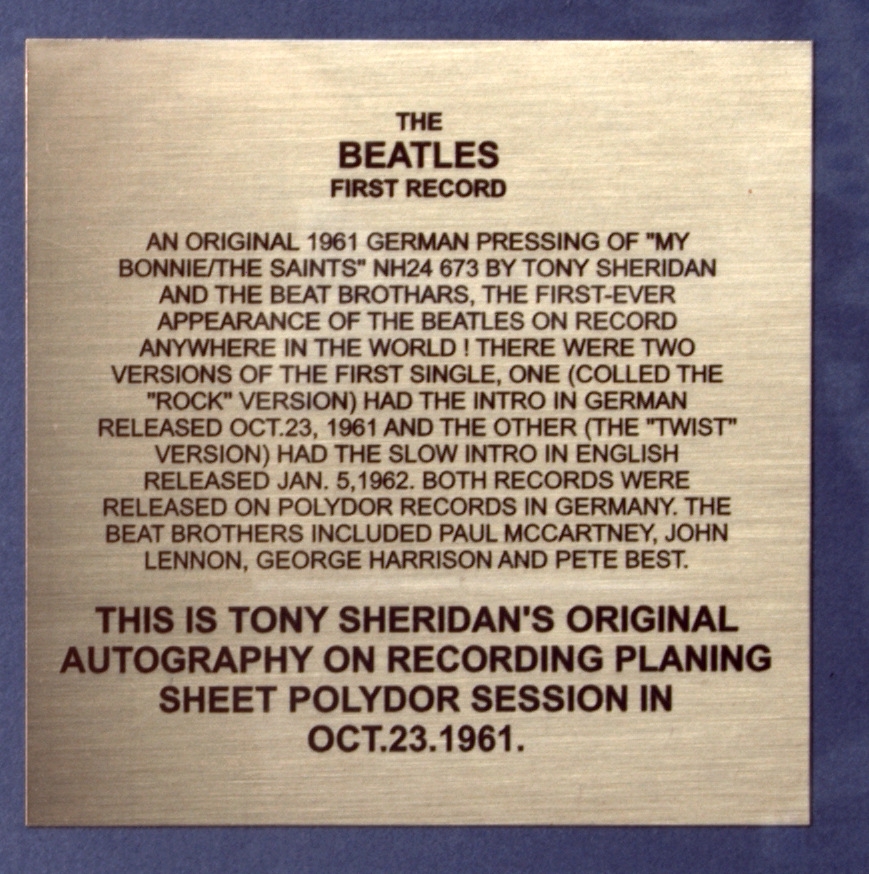 THE
BEATLES
FIRST RECORD
AN ORIGINAL 1961 GERMAN PRESSING OF "MY
BONNIE/THE SAINTS" NH24 673 BY TONY SHERIDAN
AND THE BEAT BROTHARS, THE FIRST-EVER
APPEARANCE OF THE BEATLES ON RECORD
ANYWHERE IN THE WORLD ! THERE WERE TWO
VERSIONS OF THE FIRST SINGLE, ONE (COLLED THE
"ROCK" VERSION) HAD THE INTRO IN GERMAN
RELEASED OCT.23, 1961 AND THE OTHER (THE "TWIST"
VERSION) HAD THE SLOW INTRO IN ENGLISH
RELEASED JAN. 5,1962. BOTH RECORDS WERE
RELEASED ON POLYDOR RECORDS IN GERMANY. THE
BEAT BROTHERS INCLUDED PAUL MCCARTNEY, JOHN
LENNON, GEORGE HARRISON AND PETE BEST.
THIS IS TONY SHERIDAN'S ORIGINAL
AUTOGRAPHY ON RECORDING PLANING
SHEET POLYDOR SESSION IN
OCT.23.1961.